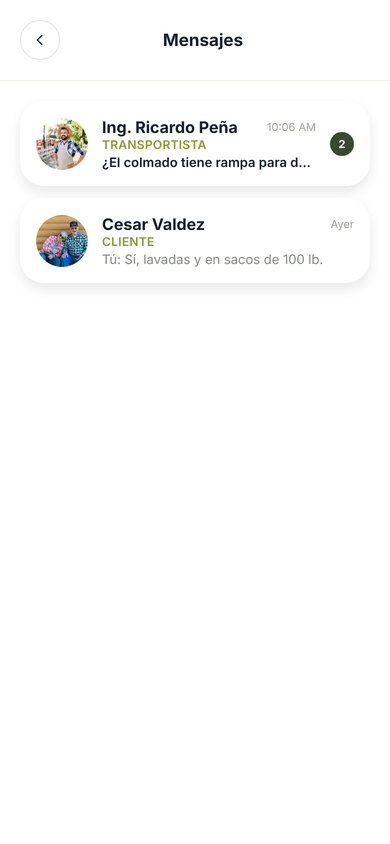 Mensajes
Ing. Ricardo Peña
10:06 AM
TRANSPORTISTA
¿El colmado tiene rampa para d...
2
Cesar Valdez
Ayer
CLIENTE
Tú: Sí, lavadas y en sacos de 100 lb.